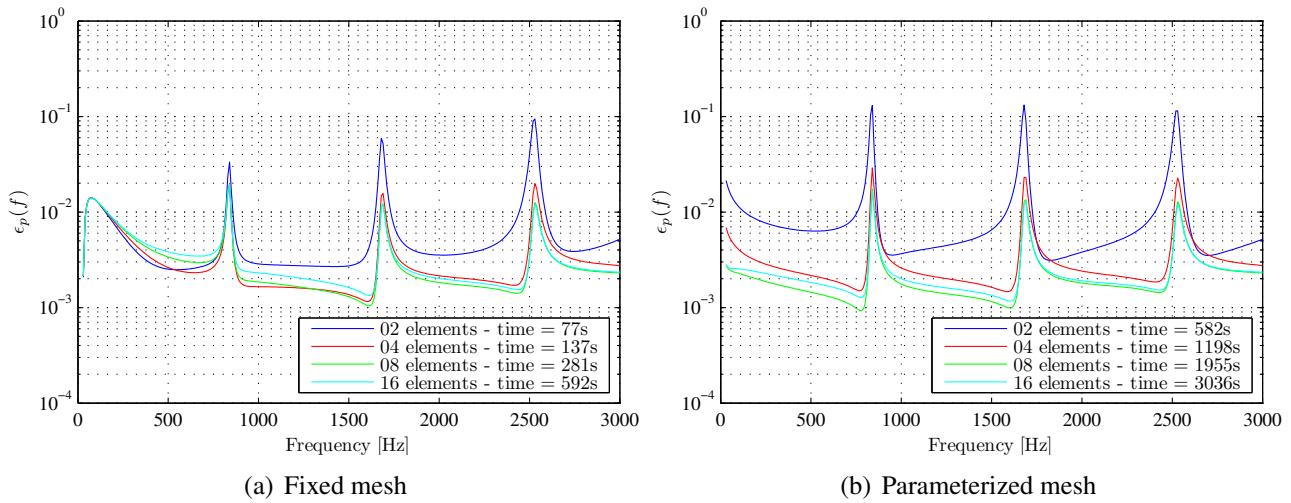 10^0
10^-1
10^-2
10^-3
10^-4
ϵ_p(f)
0 500 1000 1500 2000 2500 3000
Frequency [Hz]
02 elements - time = 77s
04 elements - time = 137s
08 elements - time = 281s
16 elements - time = 592s
(a) Fixed mesh
10^0
10^-1
10^-2
10^-3
10^-4
ϵ_p(f)
0 500 1000 1500 2000 2500 3000
Frequency [Hz]
02 elements - time = 582s
04 elements - time = 1198s
08 elements - time = 1955s
16 elements - time = 3036s
(b) Parameterized mesh